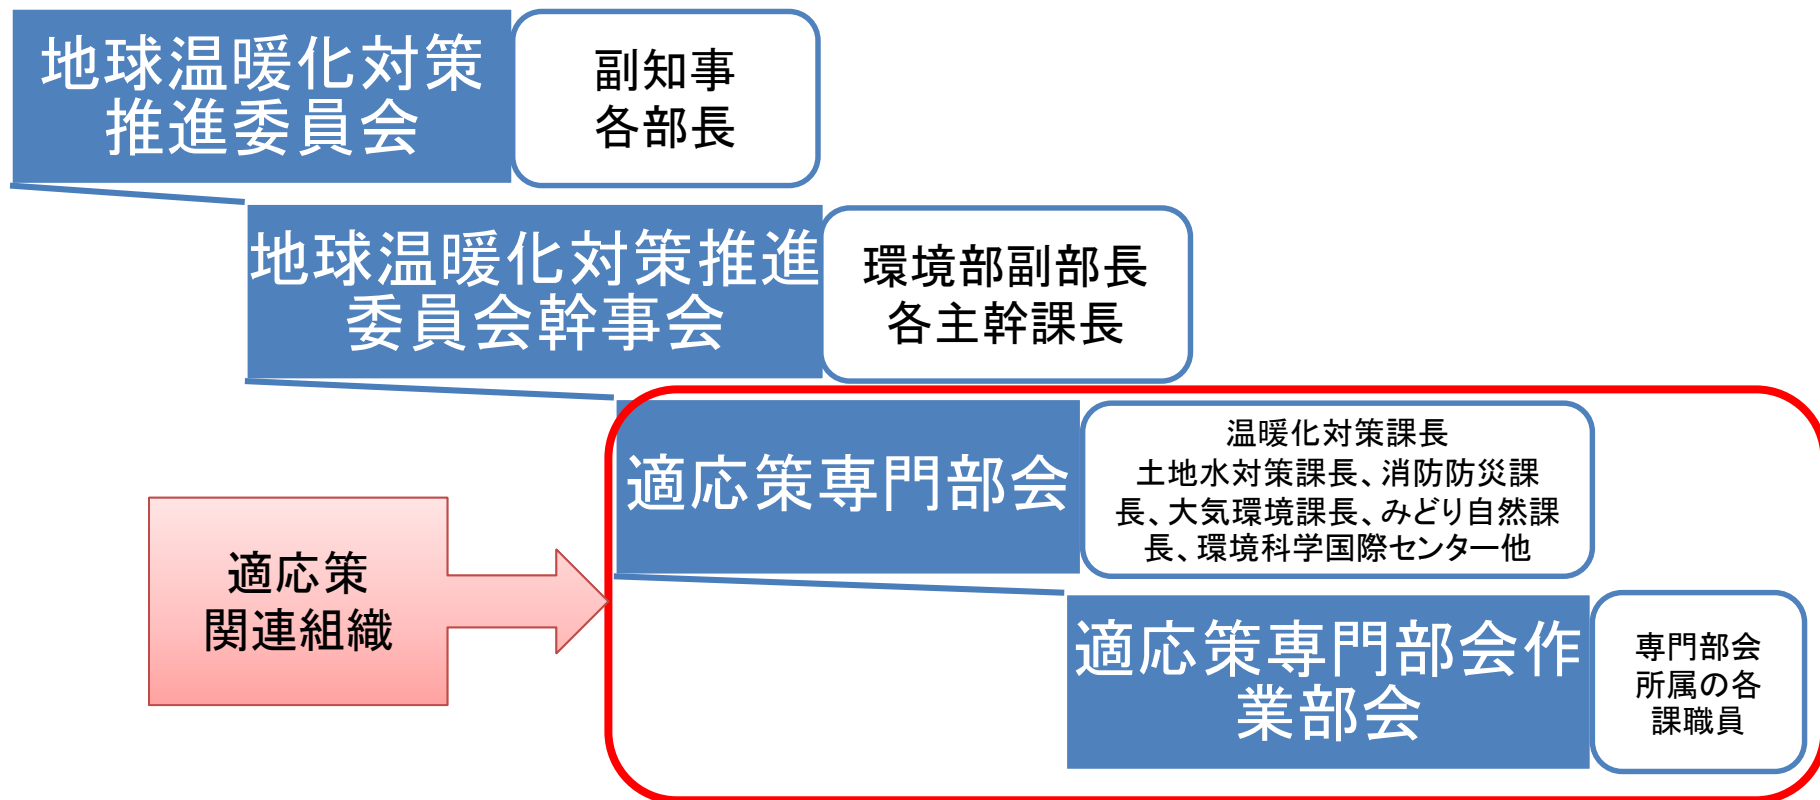 地球温暖化対策
推進委員会
副知事
各部長
地球温暖化対策推進
委員会幹事会
環境部副部長
各主幹課長
適応策専門部会
温暖化対策課長
土地水対策課長、消防防災課
長、大気環境課長、みどり自然課
長、環境科学国際センター他
適応策
関連組織
適応策専門部会作
業部会
専門部会
所属の各
課職員